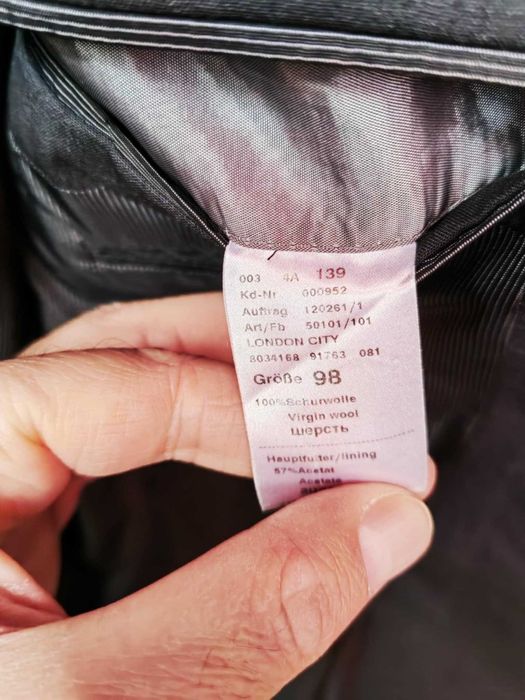 003 4A 139
Kd-Nr 000952
Auftrag 120261/1
Art/Fb 50101/101
LONDON CITY
8034168 91763 081
Größe 98
100%Schurwolle
Virgin wool
шерсть
Hauptfutter/lining
57%Acetat
Acetate